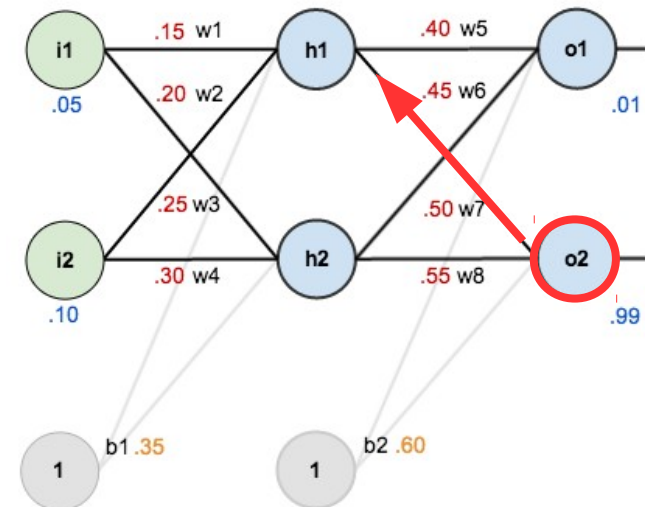 i1 .15 w1 h1 .40 w5 o1
.05 .20 w2 .45 w6 .01
.25 w3 .50 w7
i2 .30 w4 h2 .55 w8 o2
.10 .99
b1 .35 b2 .60
1 1